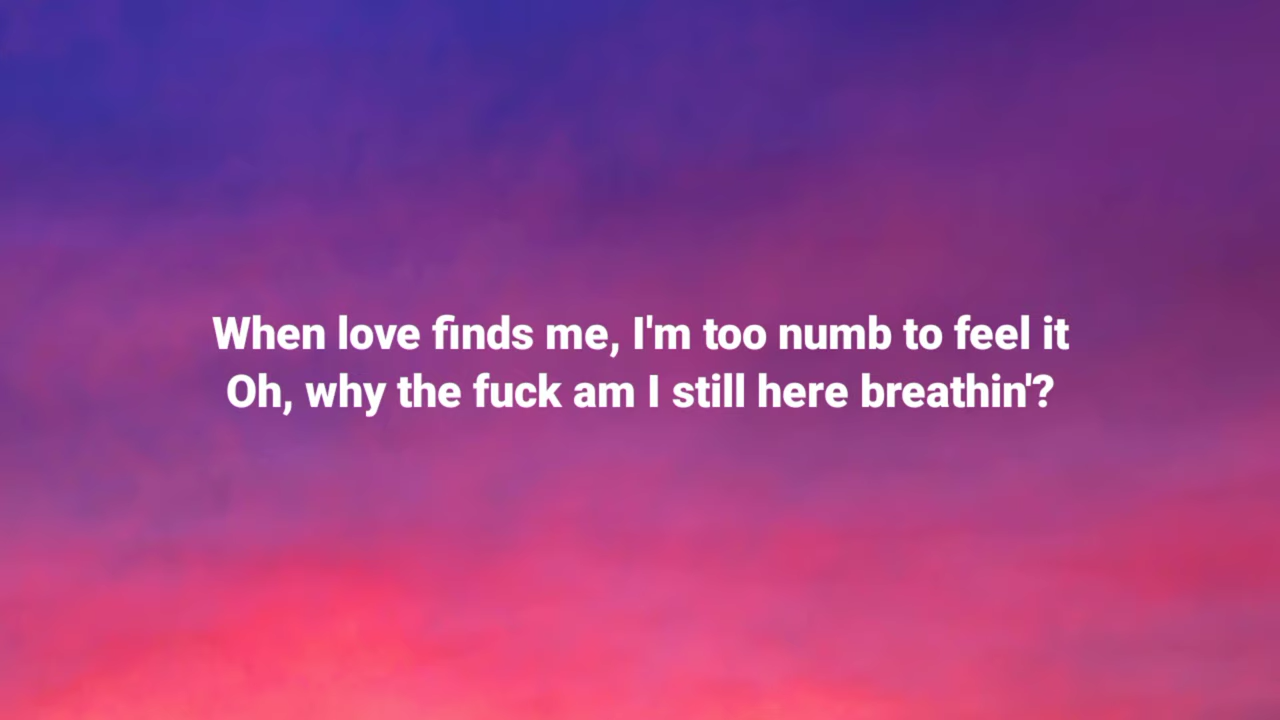 When love finds me, I'm too numb to feel it
Oh, why the fuck am I still here breathin'?